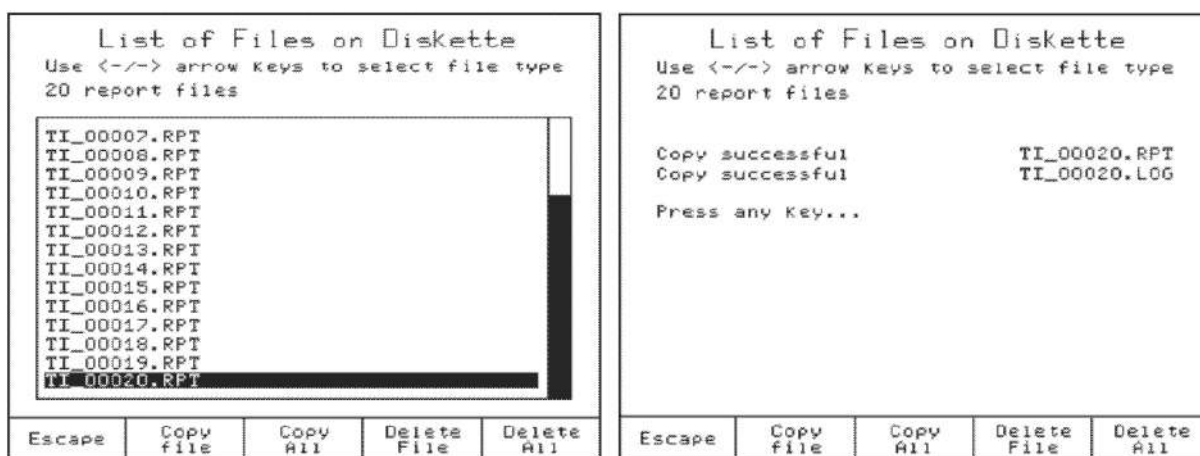 List of Files on Diskette
Use <-/-> arrow Keys to select file type
20 report files
TI_00007.RPT
TI_00008.RPT
TI_00009.RPT
TI_00010.RPT
TI_00011.RPT
TI_00012.RPT
TI_00013.RPT
TI_00014.RPT
TI_00015.RPT
TI_00016.RPT
TI_00017.RPT
TI_00018.RPT
TI_00019.RPT
TI_00020.RPT
Escape
Copy
file
Copy
All
Delete
File
Delete
All
List of Files on Diskette
Use <-/-> arrow Keys to select file type
20 report files
Copy successful TI_00020.RPT
Copy successful TI_00020.LOG
Press any Key...
Escape
Copy
file
Copy
All
Delete
File
Delete
All